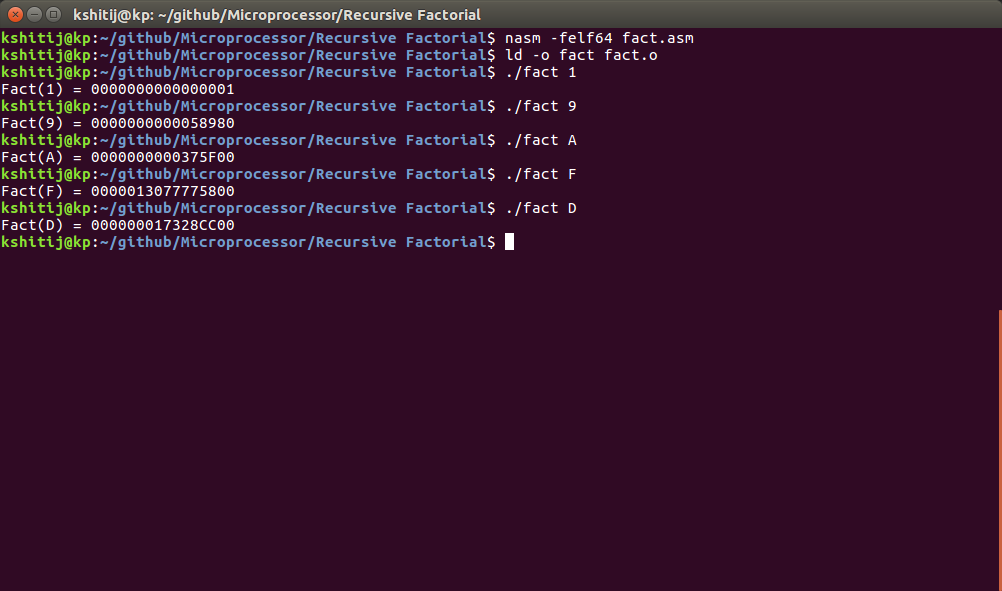 kshitij@kp: ~/github/Microprocessor/Recursive Factorial
kshitij@kp:~/github/Microprocessor/Recursive Factorial$ nasm -felf64 fact.asm
kshitij@kp:~/github/Microprocessor/Recursive Factorial$ ld -o fact fact.o
kshitij@kp:~/github/Microprocessor/Recursive Factorial$ ./fact 1
Fact(1) = 0000000000000001
kshitij@kp:~/github/Microprocessor/Recursive Factorial$ ./fact 9
Fact(9) = 0000000000058980
kshitij@kp:~/github/Microprocessor/Recursive Factorial$ ./fact A
Fact(A) = 0000000000375F00
kshitij@kp:~/github/Microprocessor/Recursive Factorial$ ./fact F
Fact(F) = 0000013077775800
kshitij@kp:~/github/Microprocessor/Recursive Factorial$ ./fact D
Fact(D) = 000000017328CC00
kshitij@kp:~/github/Microprocessor/Recursive Factorial$